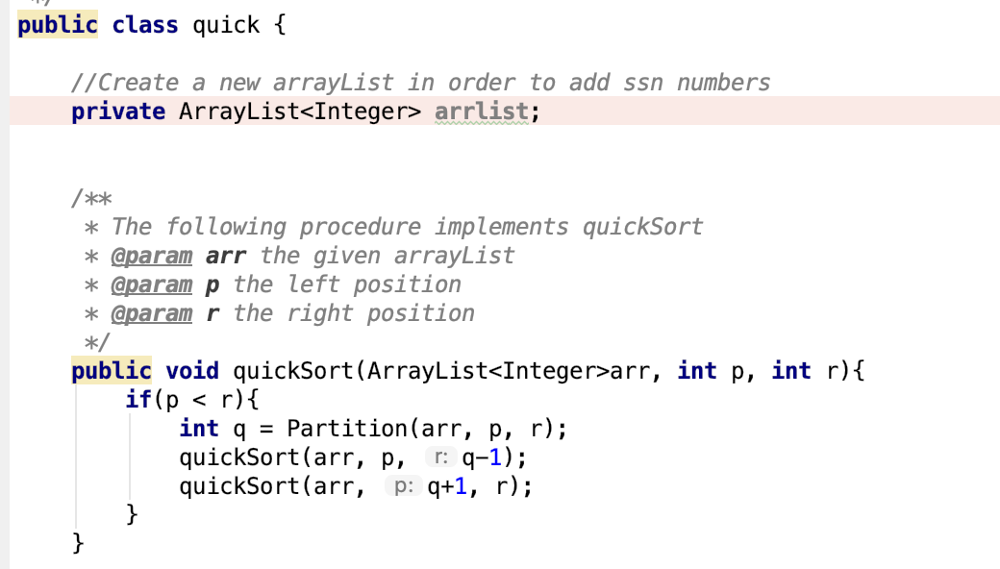 */
public class quick {
//Create a new arrayList in order to add ssn numbers
private ArrayList<Integer> arrlist;
/**
* The following procedure implements quickSort
* @param arr the given arrayList
* @param p the left position
* @param r the right position
*/
public void quickSort(ArrayList<Integer>arr, int p, int r){
if(p < r){
int q = Partition(arr, p, r);
quickSort(arr, p, r: q-1);
quickSort(arr, p: q+1, r);
}
}